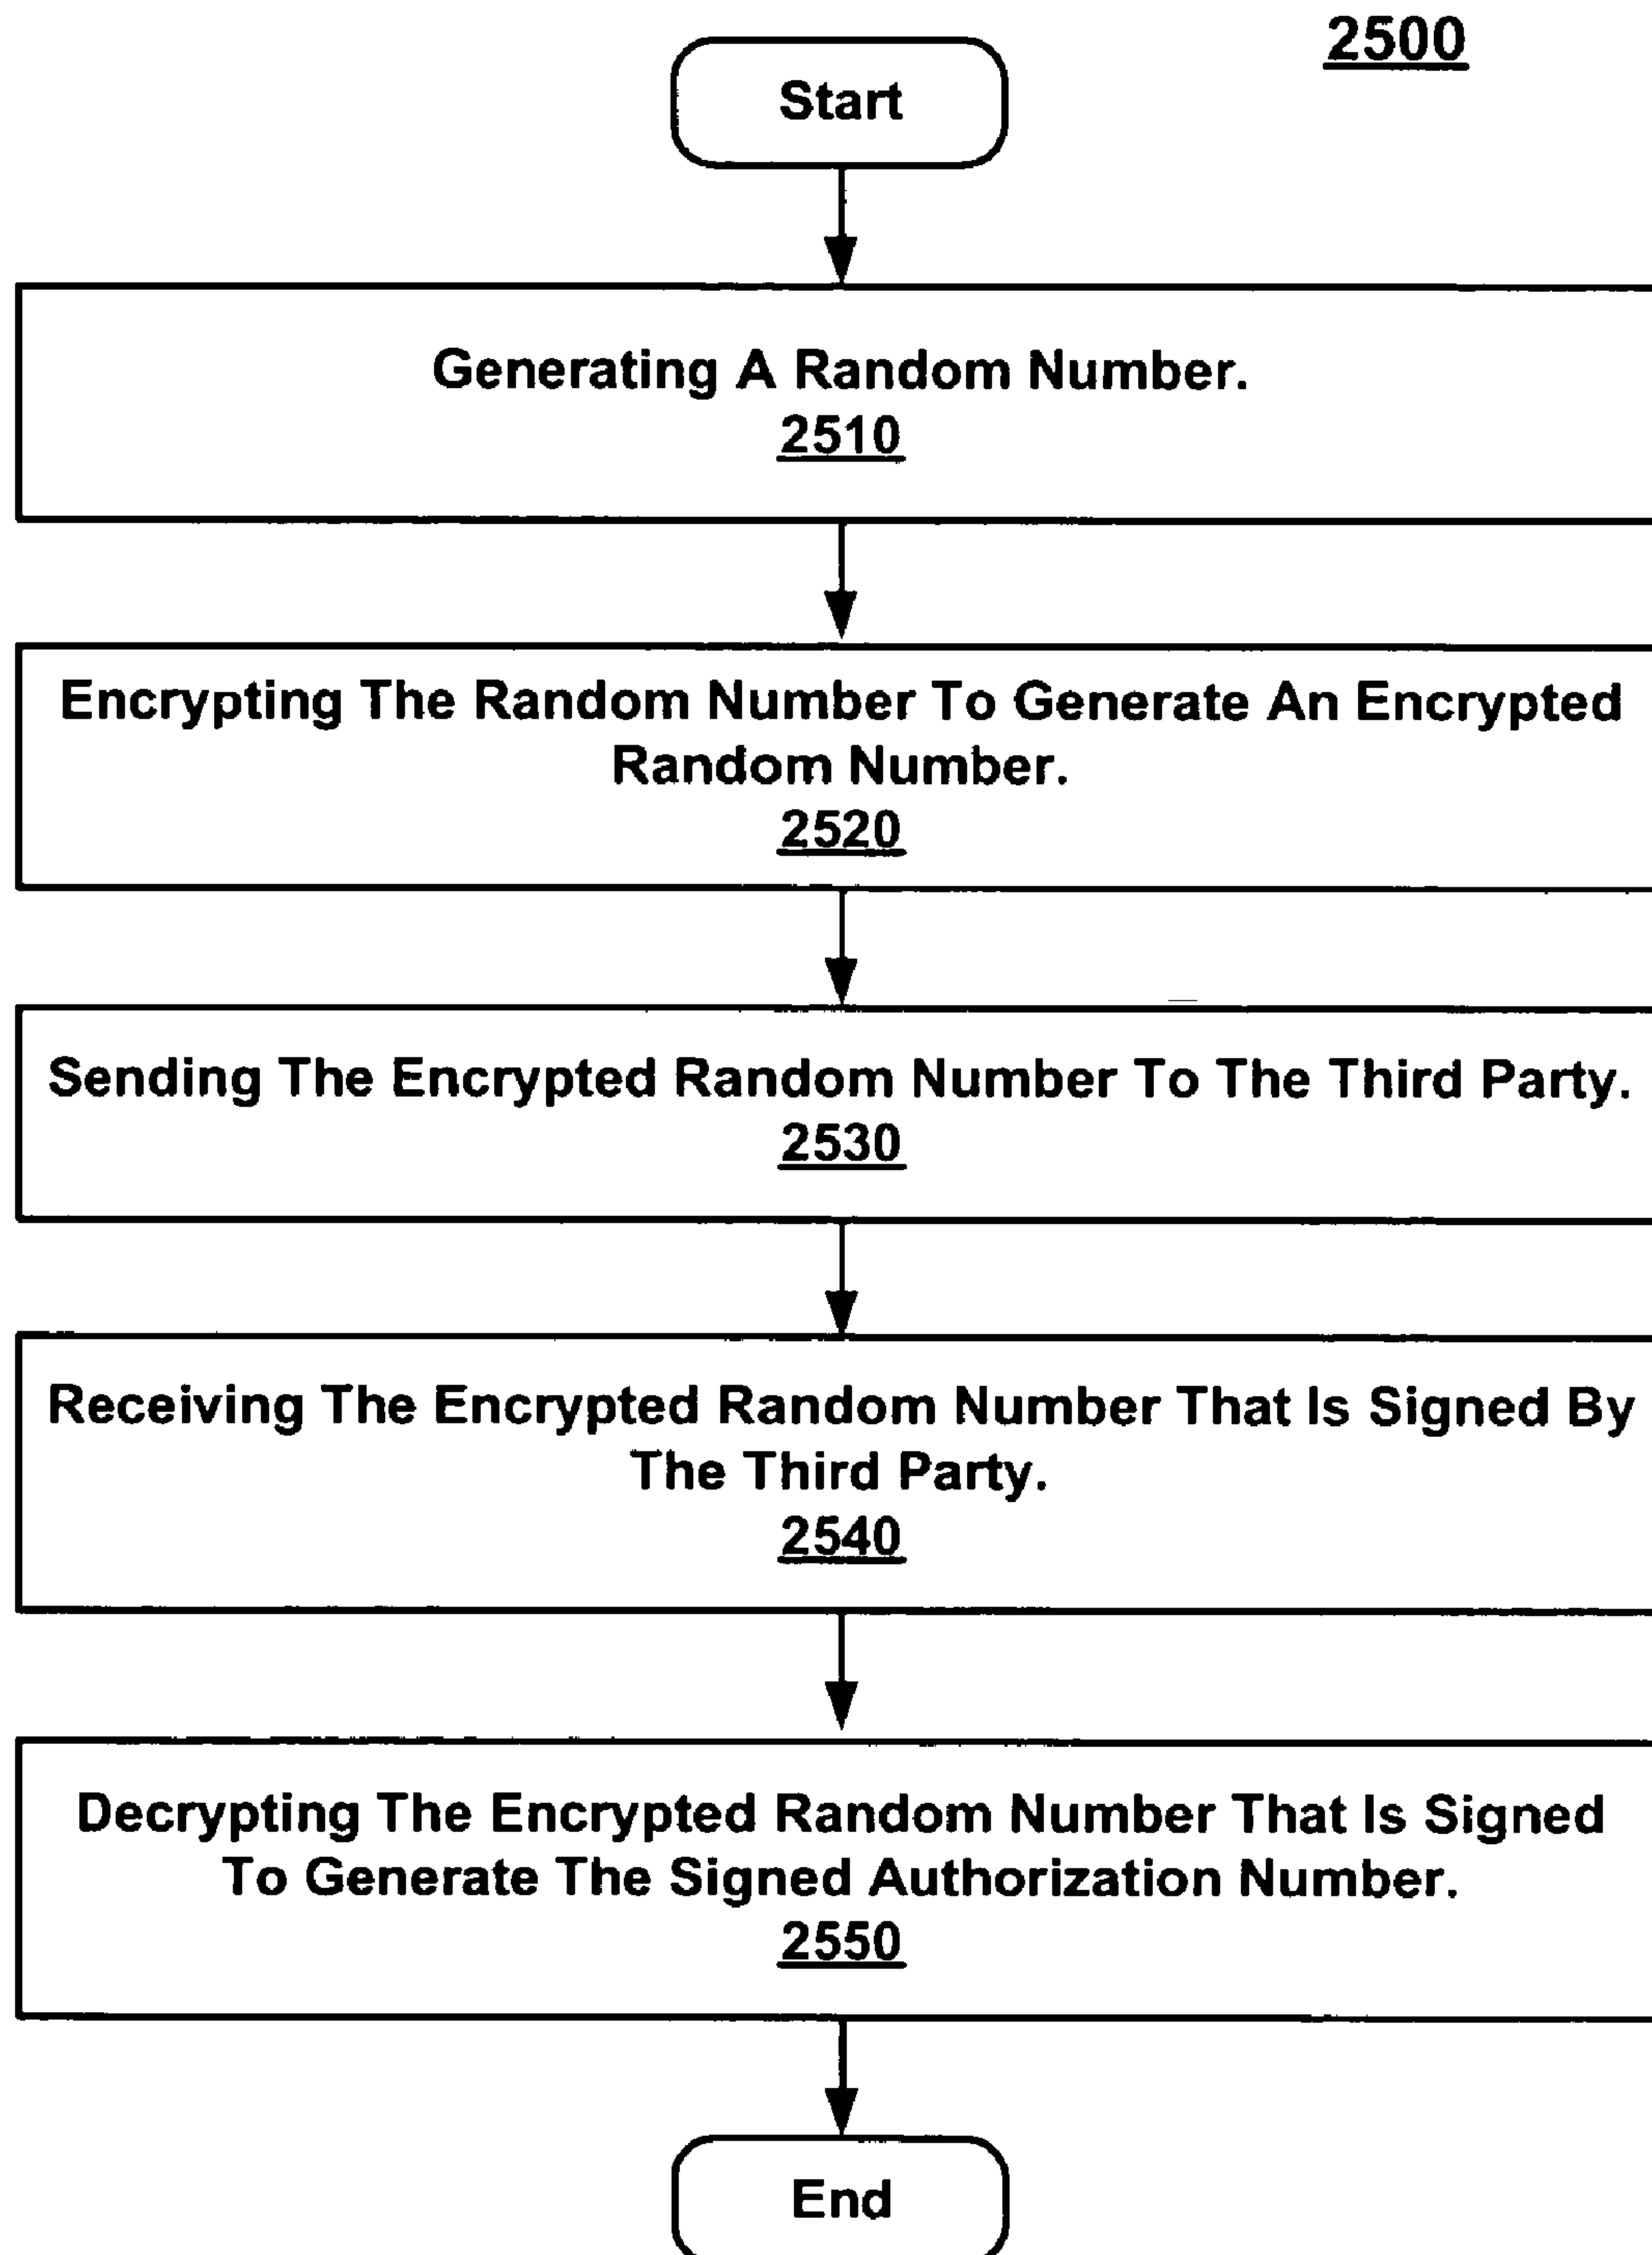 2500
Start
Generating A Random Number.
2510
Encrypting The Random Number To Generate An Encrypted
Random Number.
2520
Sending The Encrypted Random Number To The Third Party.
2530
Receiving The Encrypted Random Number That Is Signed By
The Third Party.
2540
Decrypting The Encrypted Random Number That Is Signed
To Generate The Signed Authorization Number.
2550
End